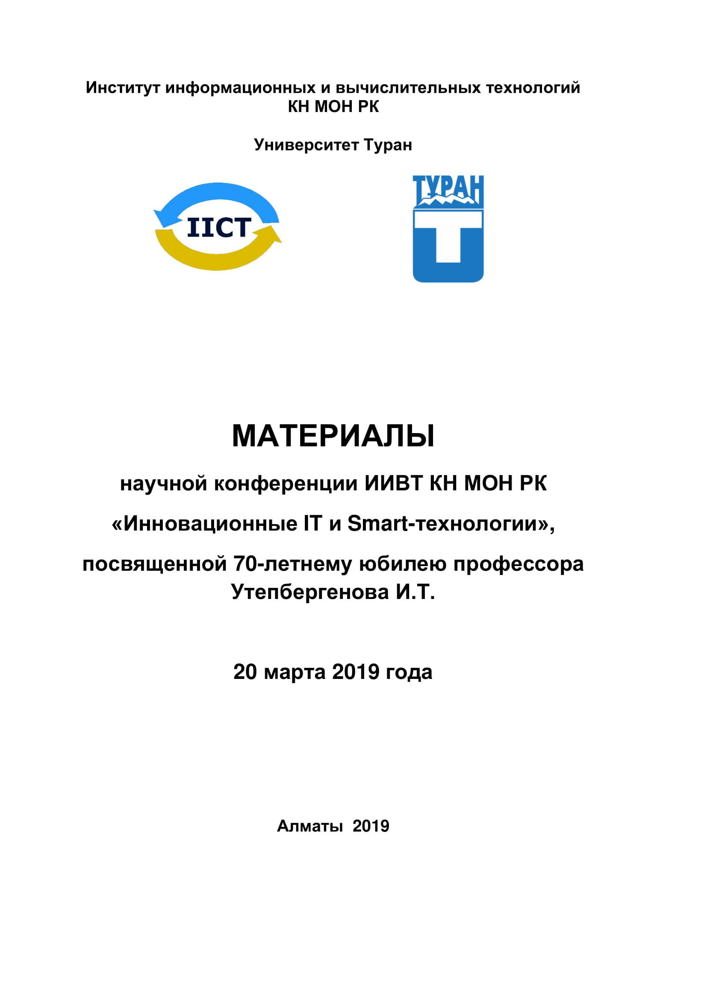 Институт информационных и вычислительных технологий
КН МОН РК
Университет Туран
IICT
ТҰРАН
Т
МАТЕРИАЛЫ
научной конференции ИИВТ КН МОН РК
«Инновационные IT и Smart-технологии»,
посвященной 70-летнему юбилею профессора
Утепбергенова И.Т.
20 марта 2019 года
Алматы  2019